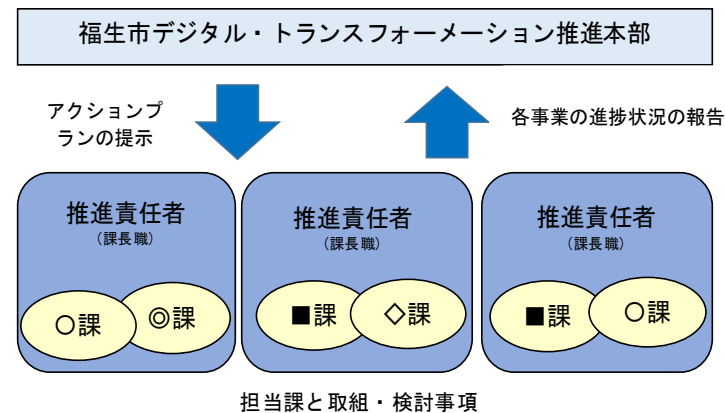 福生市デジタル・トランスフォーメーション推進本部
アクションプ
ランの提示
各事業の進捗状況の報告
推進責任者
（課長職）
〇課
◎課
推進責任者
（課長職）
■課
◇課
推進責任者
（課長職）
■課
〇課
担当課と取組・検討事項